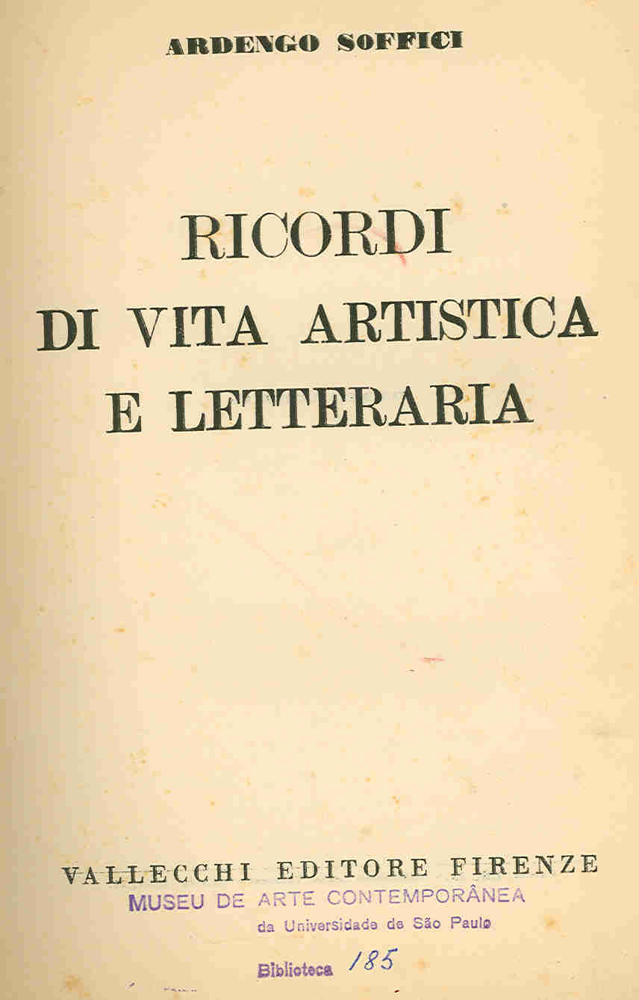 ARDENGO SOFFICI
RICORDI
DI VITA ARTISTICA
E LETTERARIA
VALLECCHI EDITORE FIRENZE
MUSEU DE ARTE CONTEMPORÂNEA
da Universidade de São Paulo
Biblioteca 185